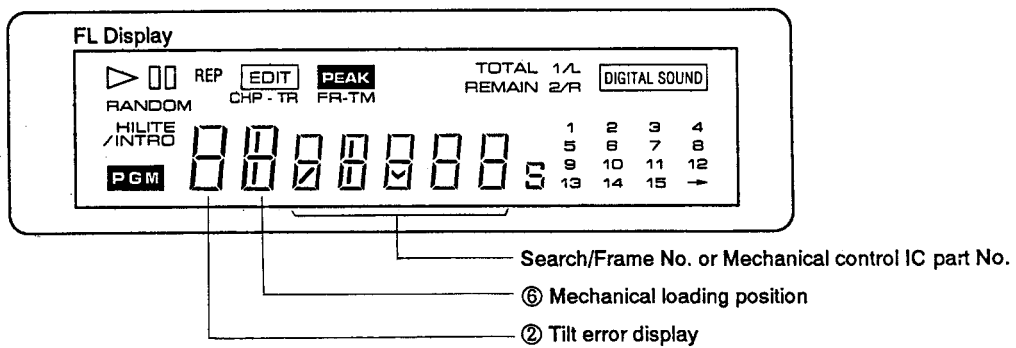 FL Display
REP EDIT PEAK TOTAL 1/L DIGITAL SOUND
RANDOM CHP - TR FR-TM REMAIN 2/R
HILITE
/INTRO
PGM
S
1 2 3 4
5 6 7 8
9 10 11 12
13 14 15 →
Search/Frame No. or Mechanical control IC part No.
⑥ Mechanical loading position
② Tilt error display